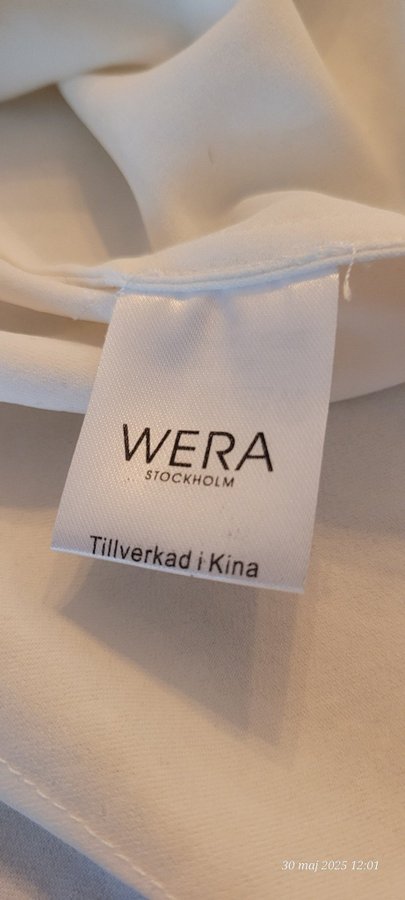 WERA
STOCKHOLM
Tillverkad i Kina
30 maj 2025 12:01